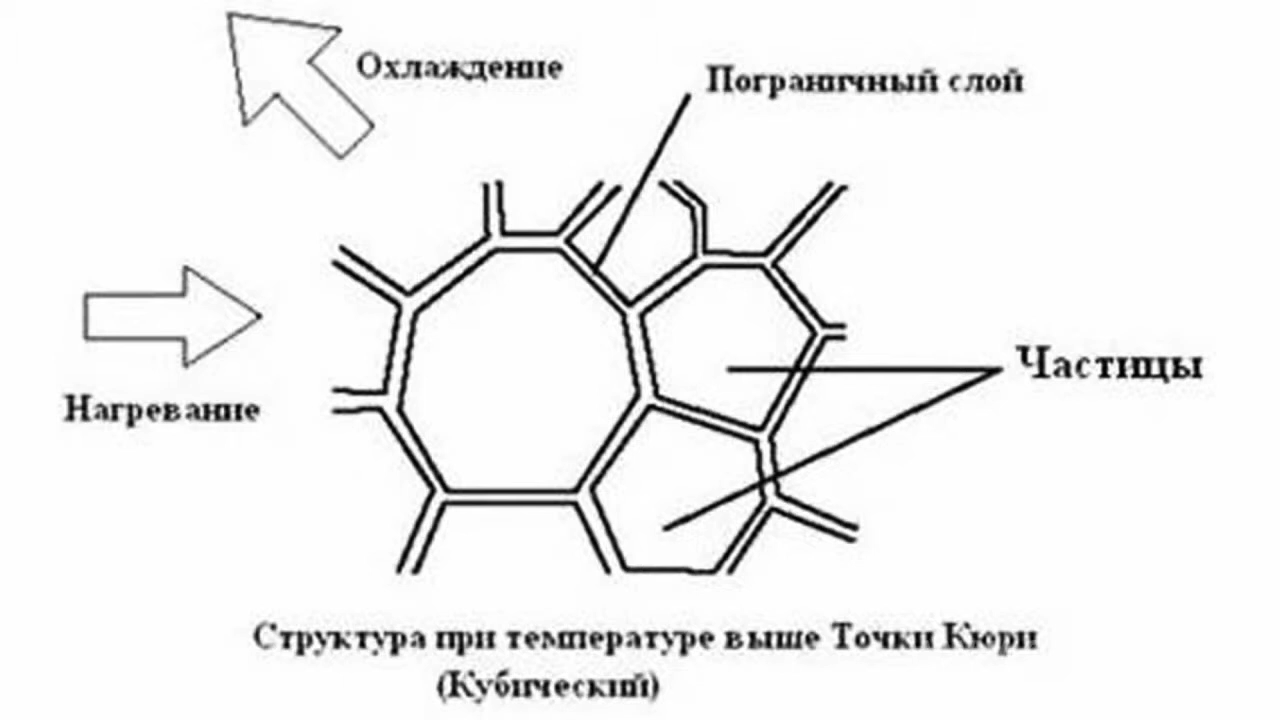 Охлаждение
Пограничный слой
Частицы
Нагревание
Структура при температуре выше Точки Кюри
(Кубический)